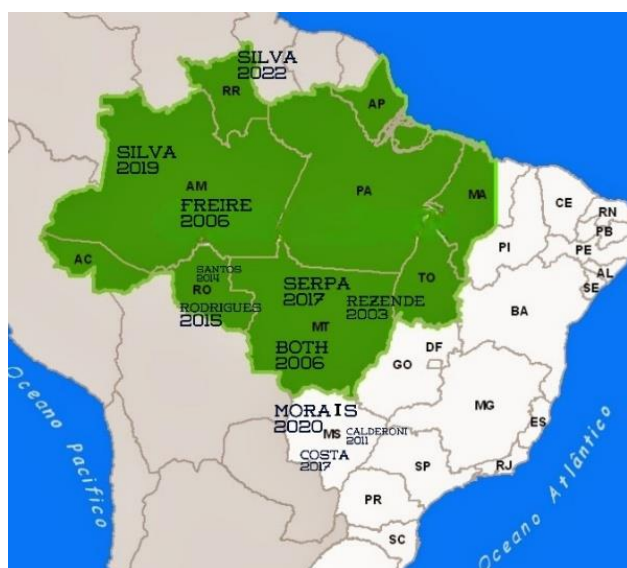 SILVA
2022
RR
AP
SILVA
2019
AM
FREIRE
2006
PA
MA
CE
RN
PB
PE
AL
SE
PI
AC
SANTOS
2014
RO
RODRIGUES
2015
SERPA
2017
REZENDE
2003
TO
MT
BOTH
2006
BA
DF
GO
MG
ES
MORAIS
2020
MS
CALDERONI
2011
COSTA
2017
SP
RJ
PR
SC
Oceano Pacífico
Oceano Atlântico